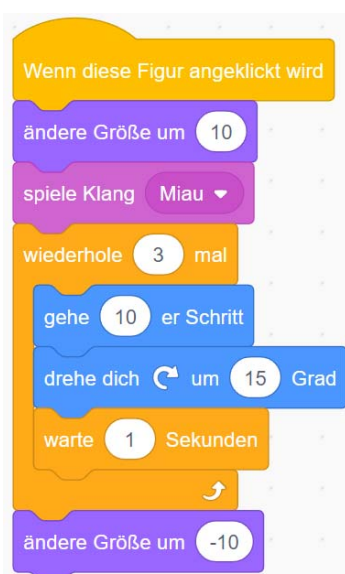 Wenn diese Figur angeklickt wird
ändere Größe um 10
spiele Klang Miau
wiederhole 3 mal
gehe 10 er Schritt
drehe dich um 15 Grad
warte 1 Sekunden
ändere Größe um -10